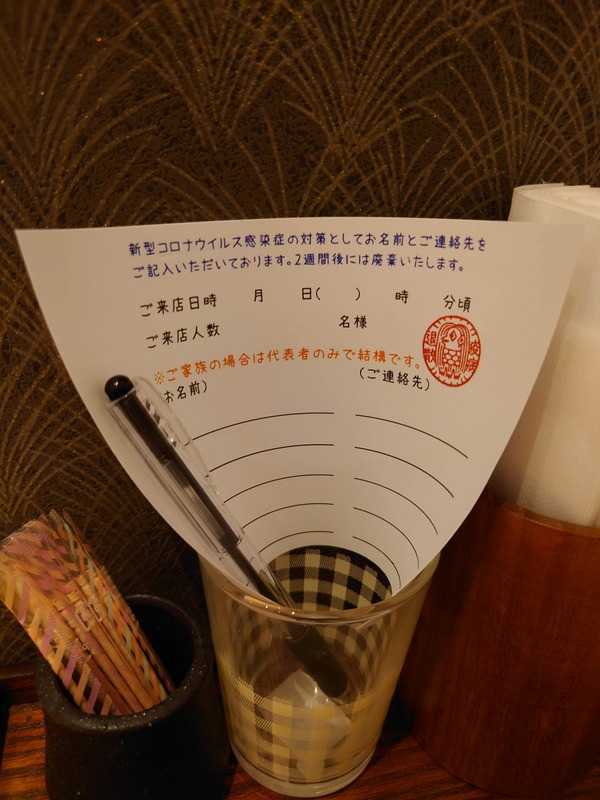 新型コロナウイルス感染症の対策としてお名前とご連絡先を
ご記入いただいております。2週間後には廃棄いたします。
ご来店日時　月　日(　)　時　分頃
ご来店人数　名様
※ご家族の場合は代表者のみで結構です。
お名前)　(ご連絡先)
疫病
退散